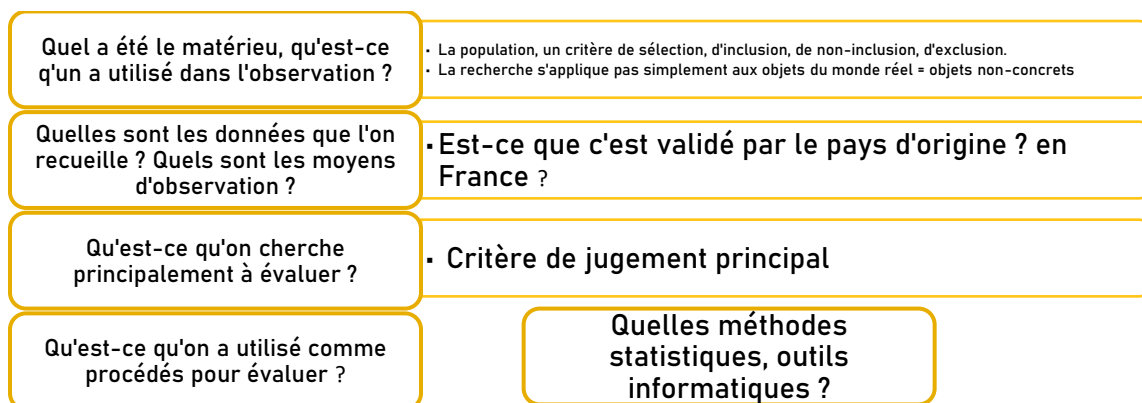 Quel a été le matérieu, qu'est-ce
q'un a utilisé dans l'observation ?
▪ La population, un critère de sélection, d'inclusion, de non-inclusion, d'exclusion.
▪ La recherche s'applique pas simplement aux objets du monde réel = objets non-concrets
Quelles sont les données que l'on
recueille ? Quels sont les moyens
d'observation ?
▪ Est-ce que c'est validé par le pays d'origine ? en
France ?
Qu'est-ce qu'on cherche
principalement à évaluer ?
▪ Critère de jugement principal
Qu'est-ce qu'on a utilisé comme
procédés pour évaluer ?
Quelles méthodes
statistiques, outils
informatiques ?